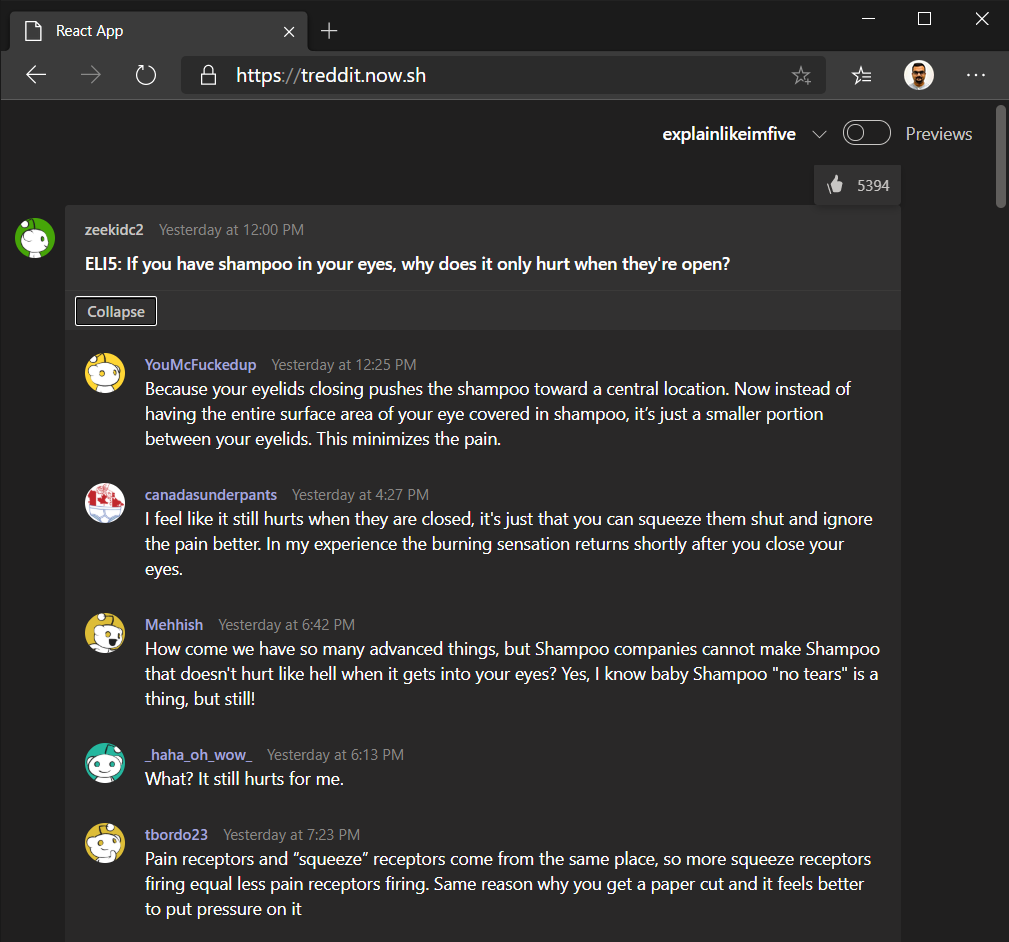 React App
https://treddit.now.sh
explainlikeimfive
Previews
5394
zeekidc2 Yesterday at 12:00 PM
ELI5: If you have shampoo in your eyes, why does it only hurt when they're open?
Collapse
YouMcFuckedup Yesterday at 12:25 PM
Because your eyelids closing pushes the shampoo toward a central location. Now instead of
having the entire surface area of your eye covered in shampoo, it’s just a smaller portion
between your eyelids. This minimizes the pain.
canadasunderpants Yesterday at 4:27 PM
I feel like it still hurts when they are closed, it's just that you can squeeze them shut and ignore
the pain better. In my experience the burning sensation returns shortly after you close your
eyes.
Mehhish Yesterday at 6:42 PM
How come we have so many advanced things, but Shampoo companies cannot make Shampoo
that doesn't hurt like hell when it gets into your eyes? Yes, I know baby Shampoo "no tears" is a
thing, but still!
_haha_oh_wow_ Yesterday at 6:13 PM
What? It still hurts for me.
tbordo23 Yesterday at 7:23 PM
Pain receptors and “squeeze” receptors come from the same place, so more squeeze receptors
firing equal less pain receptors firing. Same reason why you get a paper cut and it feels better
to put pressure on it